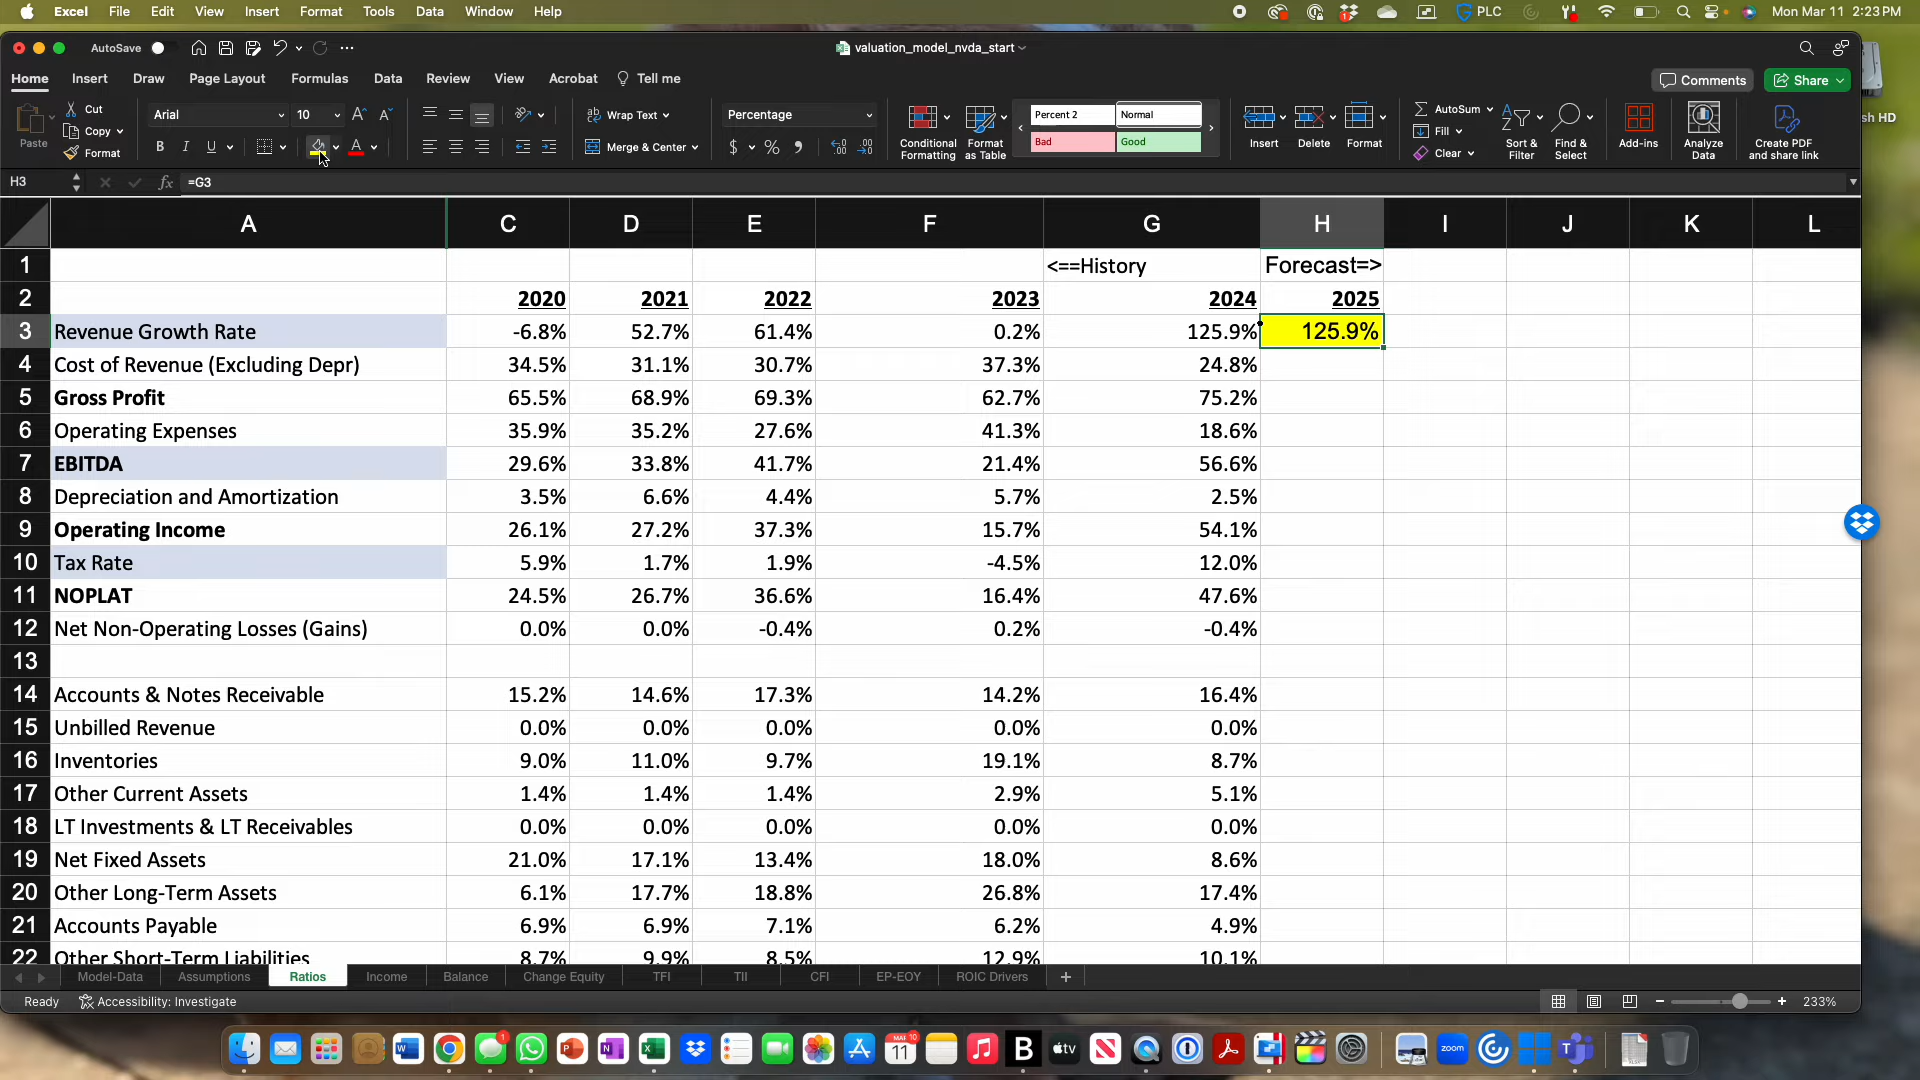 Excel File Edit View Insert Format Tools Data Window Help PLC Mon Mar 11 2:23 PM
AutoSave valuation_model_nvda_start
Home Insert Draw Page Layout Formulas Data Review View Acrobat Tell me Comments Share
Paste Cut Copy Format
Arial 10 A A
B I U A
Wrap Text
Merge & Center
Percentage
$ % 9
Conditional Formatting Format as Table
Percent 2 Normal
Bad Good
Insert Delete Format
AutoSum
Fill
Clear
Sort & Filter Find & Select Add-ins Analyze Data Create PDF and share link
H3 fx =G3
A C D E F G H I J K L
1 <==History Forecast=>
2 2020 2021 2022 2023 2024 2025
3 Revenue Growth Rate -6.8% 52.7% 61.4% 0.2% 125.9% 125.9%
4 Cost of Revenue (Excluding Depr) 34.5% 31.1% 30.7% 37.3% 24.8%
5 Gross Profit 65.5% 68.9% 69.3% 62.7% 75.2%
6 Operating Expenses 35.9% 35.2% 27.6% 41.3% 18.6%
7 EBITDA 29.6% 33.8% 41.7% 21.4% 56.6%
8 Depreciation and Amortization 3.5% 6.6% 4.4% 5.7% 2.5%
9 Operating Income 26.1% 27.2% 37.3% 15.7% 54.1%
10 Tax Rate 5.9% 1.7% 1.9% -4.5% 12.0%
11 NOPLAT 24.5% 26.7% 36.6% 16.4% 47.6%
12 Net Non-Operating Losses (Gains) 0.0% 0.0% -0.4% 0.2% -0.4%
13
14 Accounts & Notes Receivable 15.2% 14.6% 17.3% 14.2% 16.4%
15 Unbilled Revenue 0.0% 0.0% 0.0% 0.0% 0.0%
16 Inventories 9.0% 11.0% 9.7% 19.1% 8.7%
17 Other Current Assets 1.4% 1.4% 1.4% 2.9% 5.1%
18 LT Investments & LT Receivables 0.0% 0.0% 0.0% 0.0% 0.0%
19 Net Fixed Assets 21.0% 17.1% 13.4% 18.0% 8.6%
20 Other Long-Term Assets 6.1% 17.7% 18.8% 26.8% 17.4%
21 Accounts Payable 6.9% 6.9% 7.1% 6.2% 4.9%
22 Other Short-Term Liabilities 8.7% 9.9% 8.5% 12.9% 10.1%
Model-Data Assumptions Ratios Income Balance Change Equity TFI TII CFI EP-EOY ROIC Drivers
Ready Accessibility: Investigate 233%
sh HD
11 tv zoom